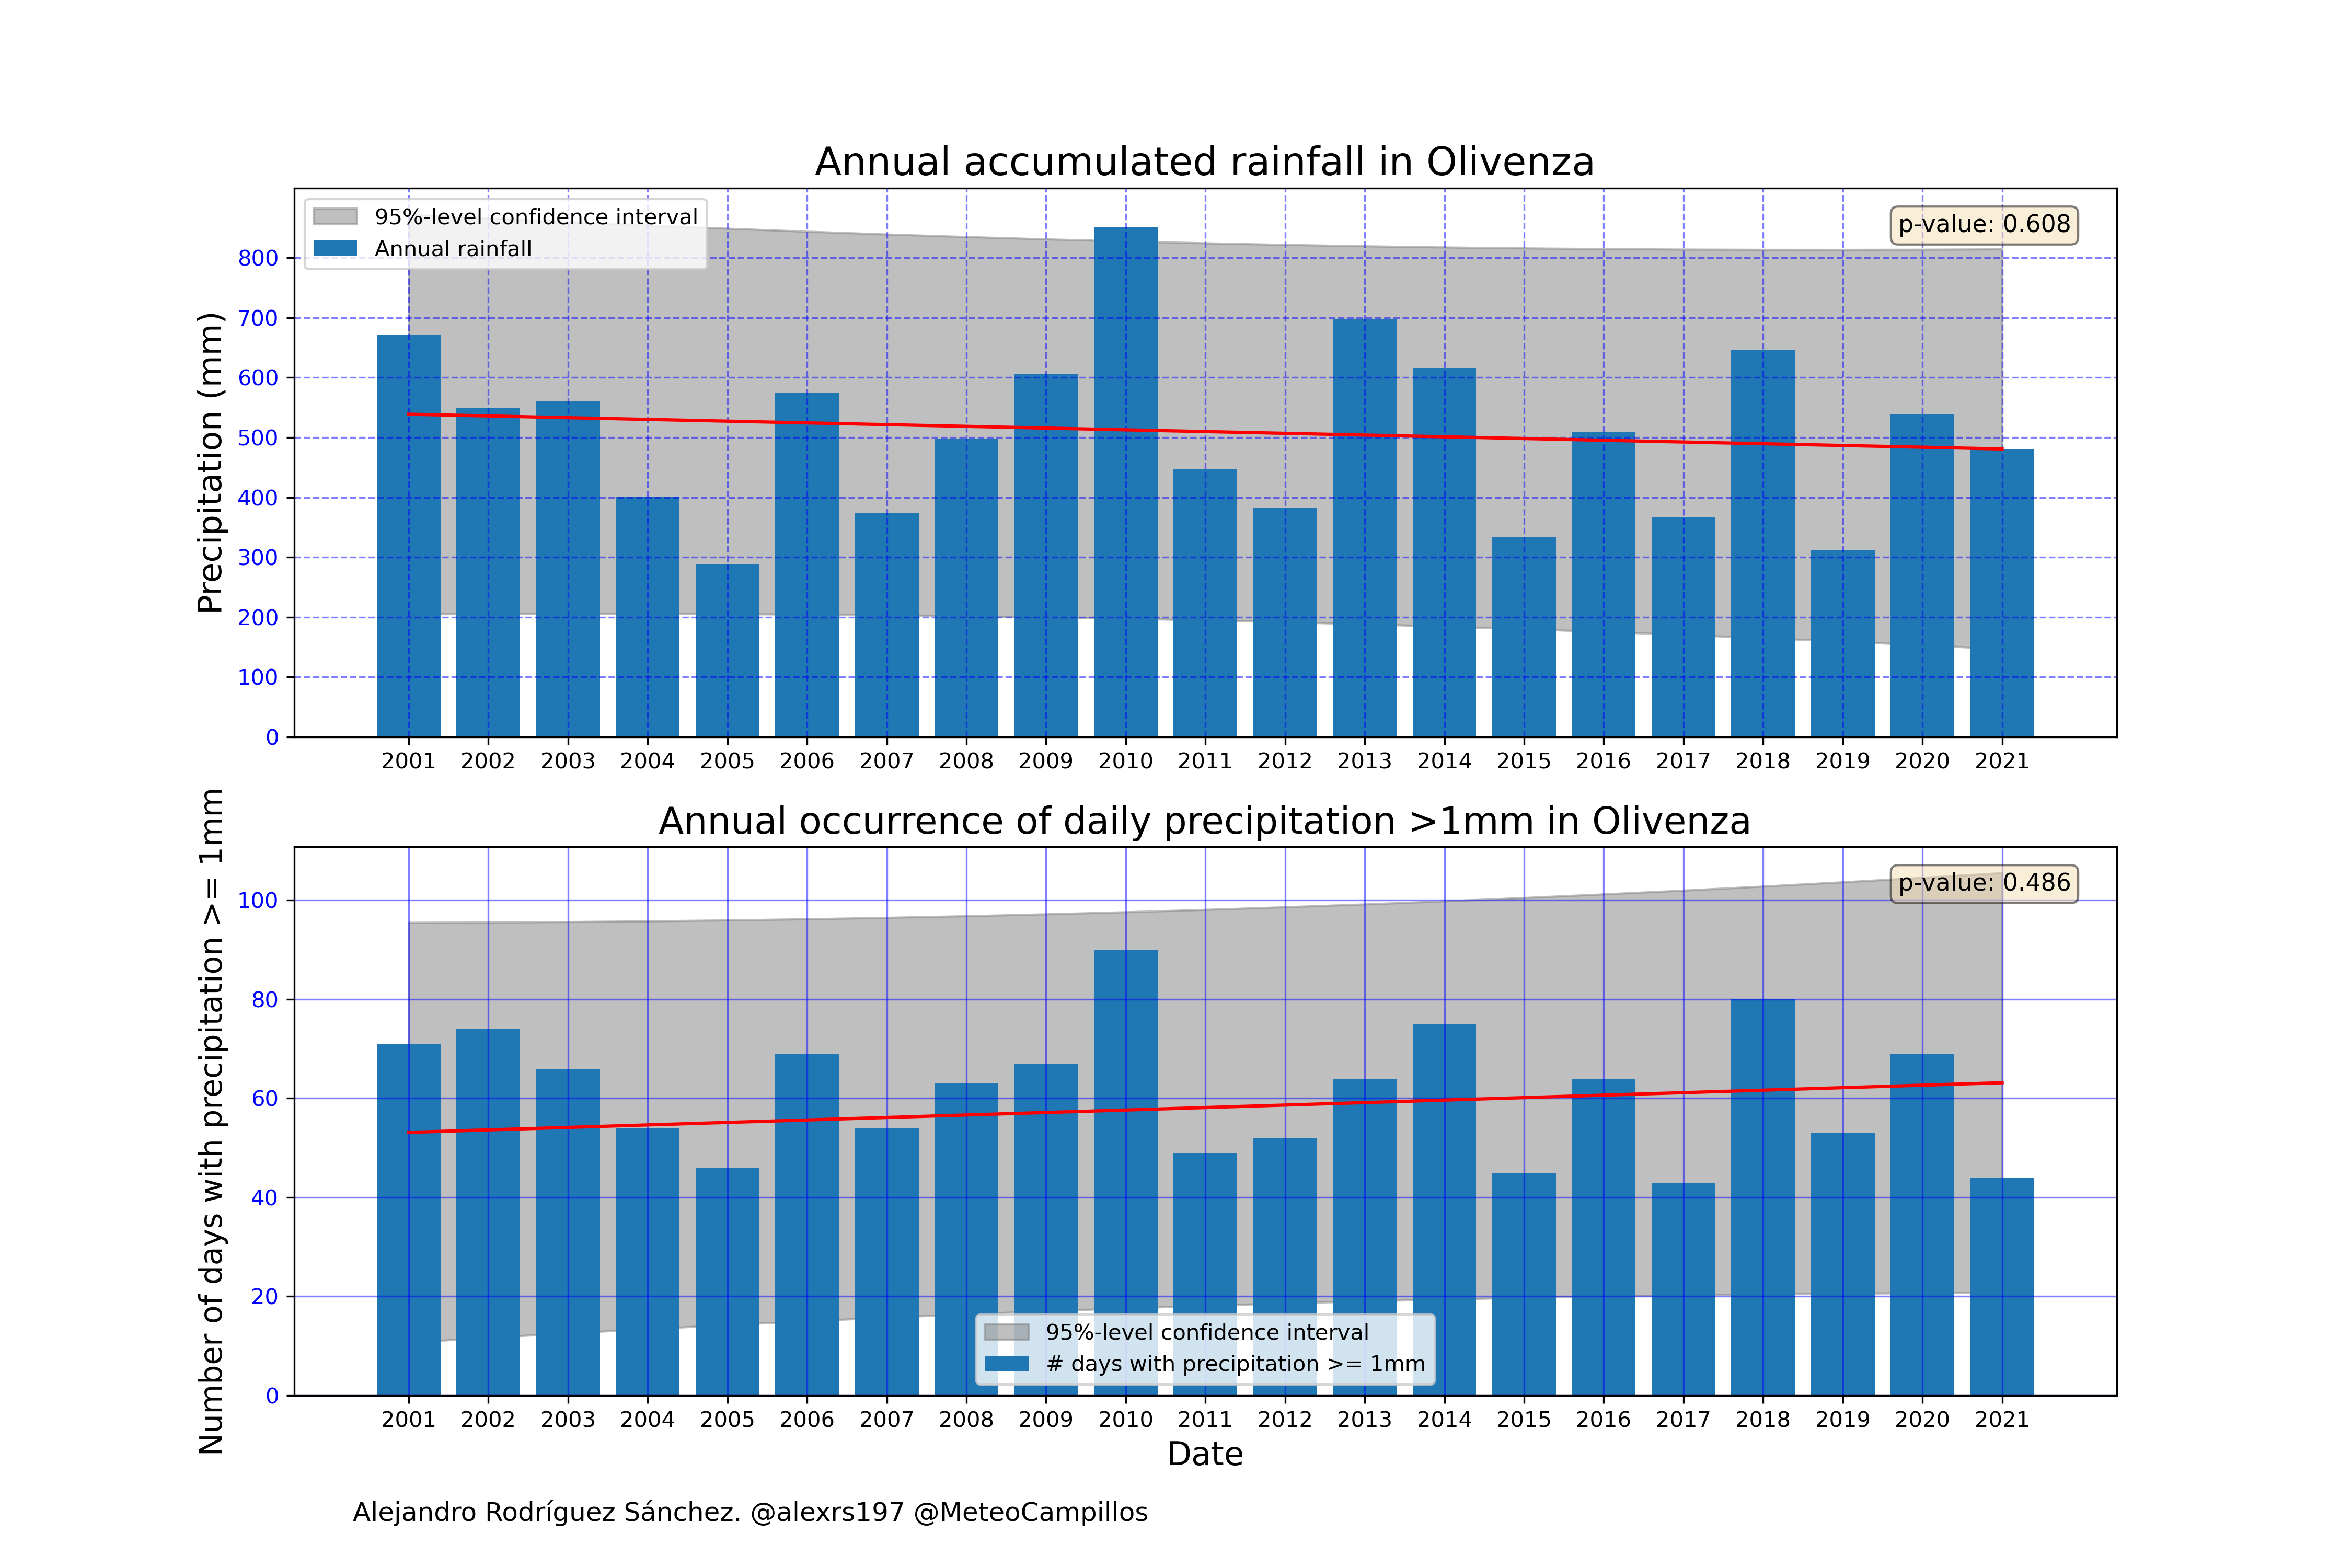 Annual accumulated rainfall in Olivenza
95%-level confidence interval
Annual rainfall
p-value: 0.608
Precipitation (mm)
800
700
600
500
400
300
200
100
0
2001 2002 2003 2004 2005 2006 2007 2008 2009 2010 2011 2012 2013 2014 2015 2016 2017 2018 2019 2020 2021
Annual occurrence of daily precipitation >1mm in Olivenza
p-value: 0.486
Number of days with precipitation >= 1mm
100
80
60
40
20
0
95%-level confidence interval
# days with precipitation >= 1mm
2001 2002 2003 2004 2005 2006 2007 2008 2009 2010 2011 2012 2013 2014 2015 2016 2017 2018 2019 2020 2021
Date
Alejandro Rodríguez Sánchez. @alexrs197 @MeteoCampillos